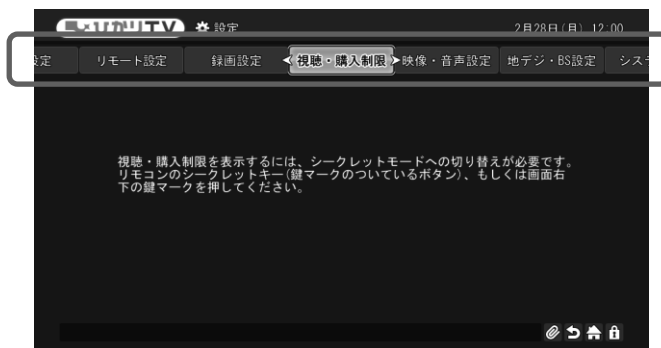 ひかりTV 設定 2月28日(月) 12:00
設定 リモート設定 録画設定 視聴・購入制限 映像・音声設定 地デジ・BS設定 シス
視聴・購入制限を表示するには、シークレットモードへの切り替えが必要です。
リモコンのシークレットキー(鍵マークのついているボタン)、もしくは画面右
下の鍵マークを押してください。